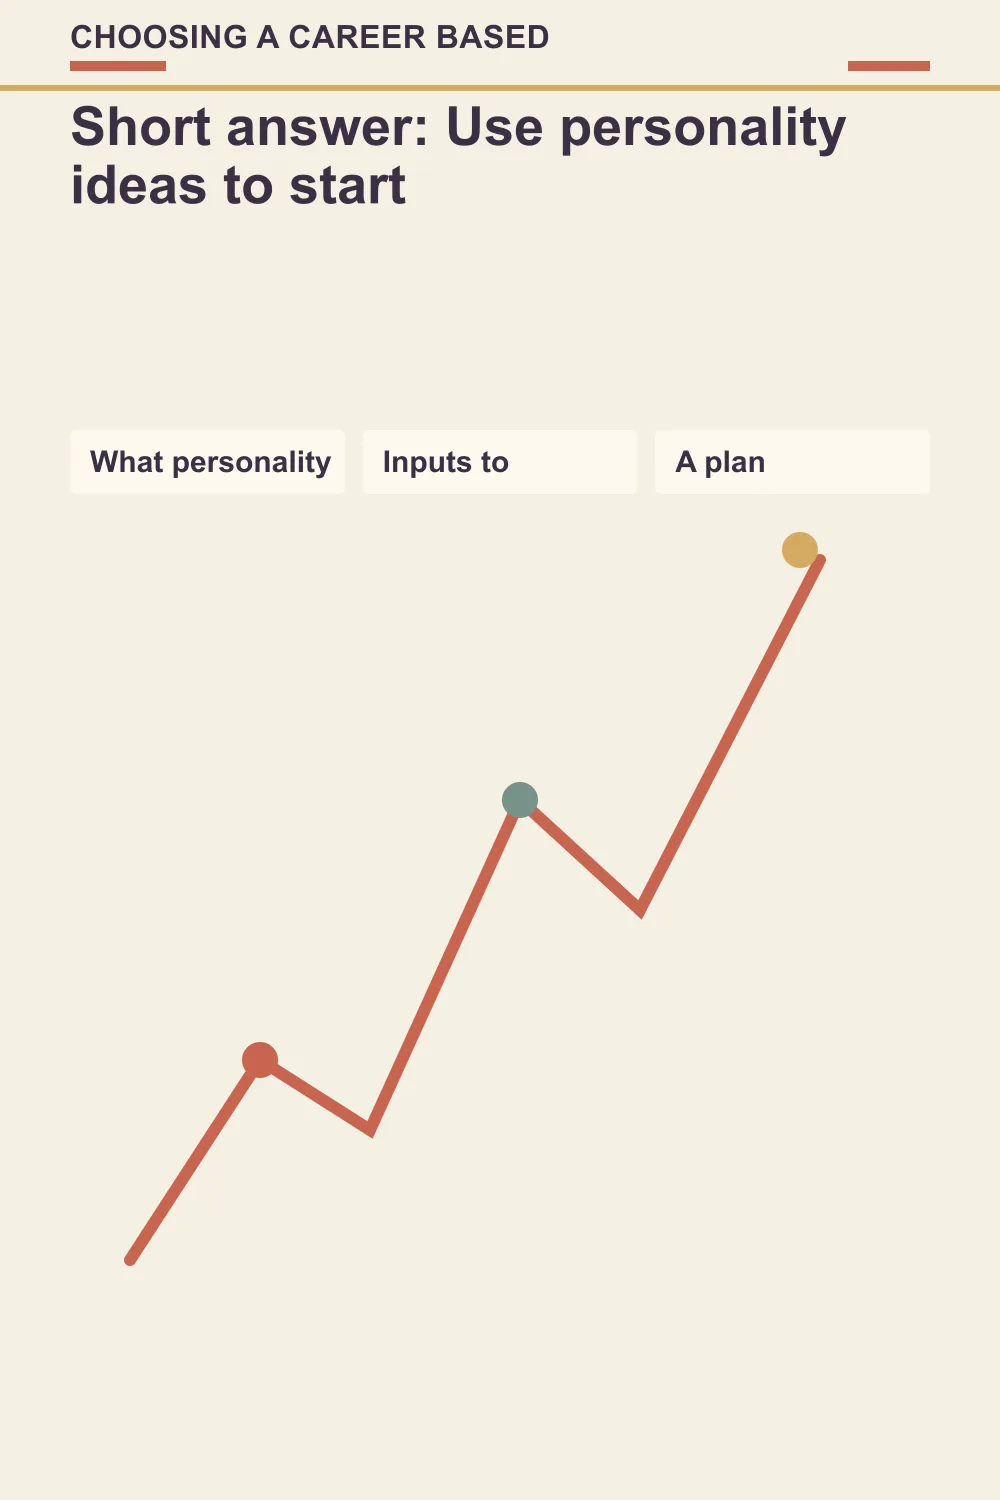 CHOOSING A CAREER BASED
Short answer: Use personality
ideas to start
What personality
Inputs to
A plan